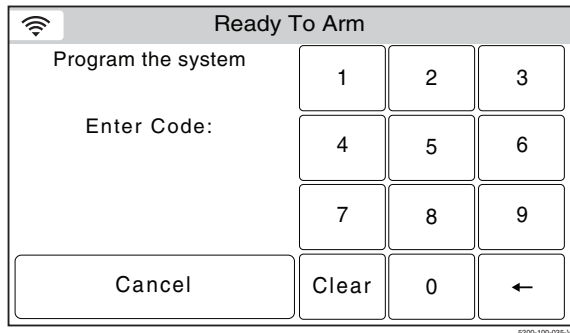 Ready To Arm
Program the system
Enter Code:
1 2 3
4 5 6
7 8 9
Cancel Clear 0 ←